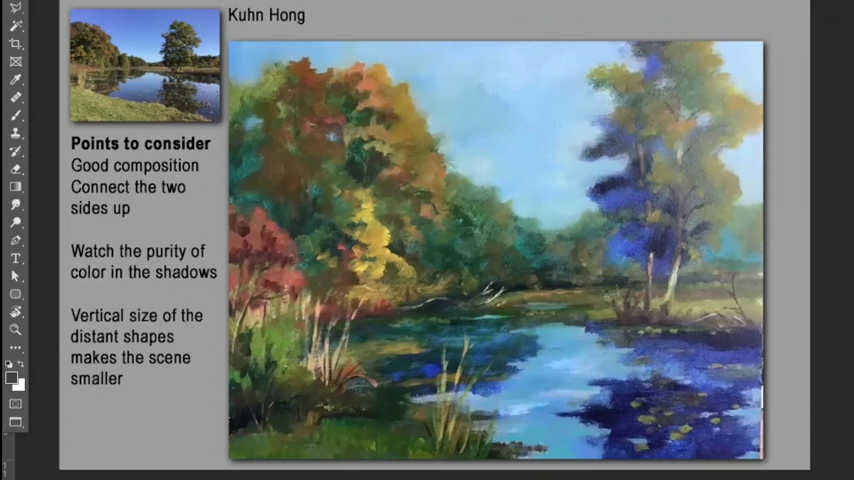 Kuhn Hong
Points to consider
Good composition
Connect the two
sides up
Watch the purity of
color in the shadows
Vertical size of the
distant shapes
makes the scene
smaller